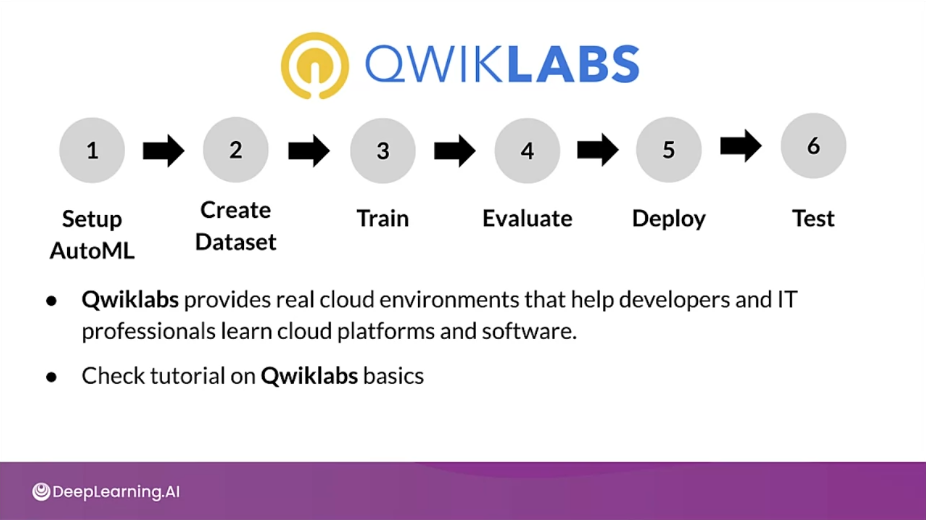 QWIKLABS
1 2 3 4 5 6
Setup AutoML
Create Dataset
Train
Evaluate
Deploy
Test
● Qwiklabs provides real cloud environments that help developers and IT
professionals learn cloud platforms and software.
● Check tutorial on Qwiklabs basics
DeepLearning.AI